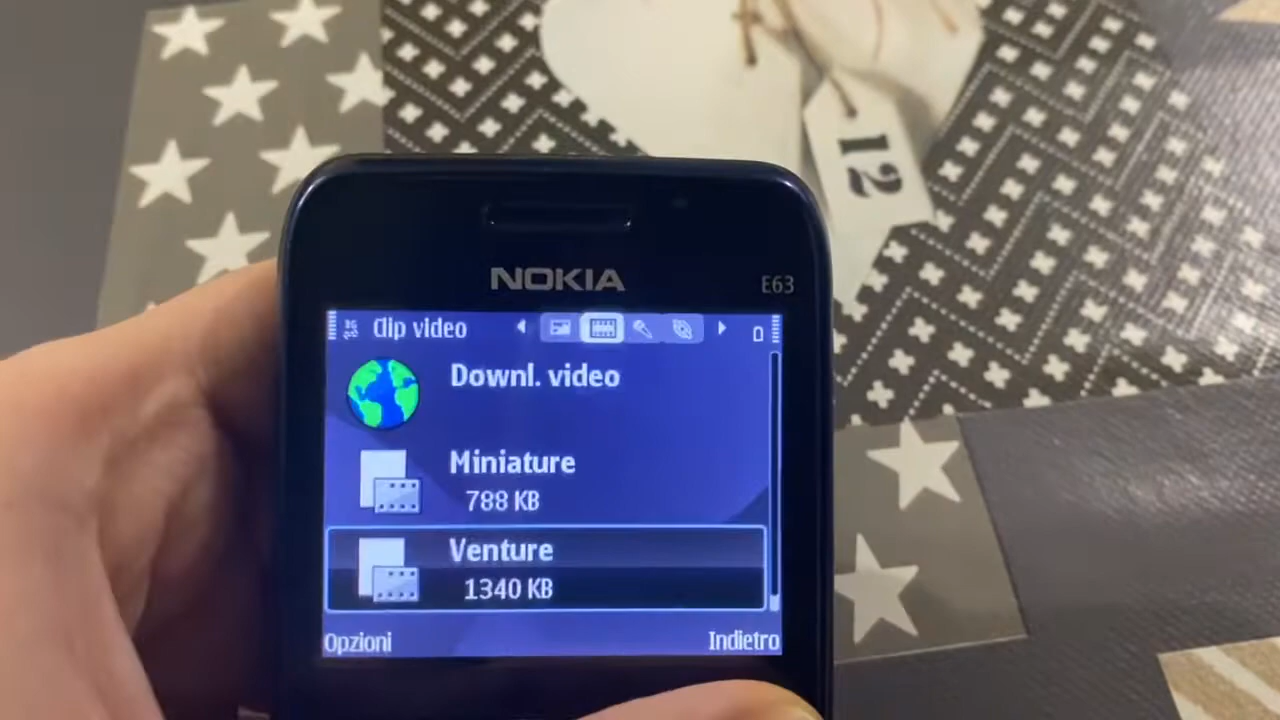 12
NOKIA
E63
Clip video
Downl. video
Miniature
788 KB
Venture
1340 KB
Opzioni
Indietro